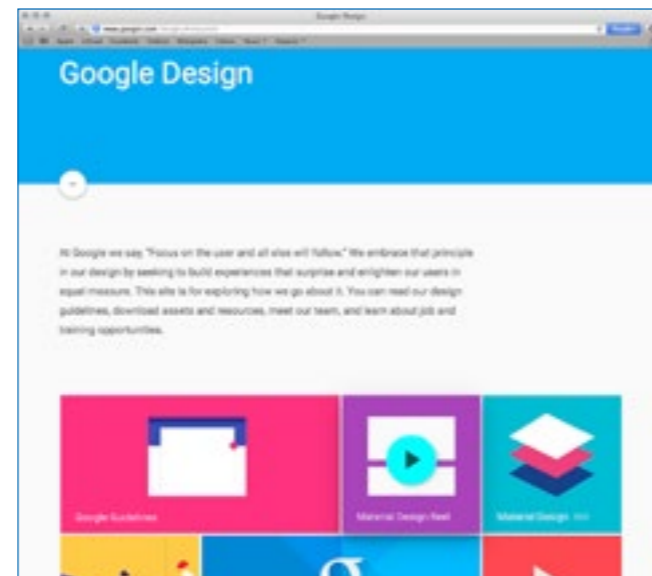 Google Design
Google Design
At Google we say, "Focus on the user and all else will follow." We embrace that principle
in our design by seeking to build experiences that surprise and enlighten our users in
equal measure. This site is for exploring how we go about it. You can read our design
guidelines, download assets and resources, meet our team, and learn about job and
training opportunities.
Google Guidelines
Material Design Reel
Material Design
g